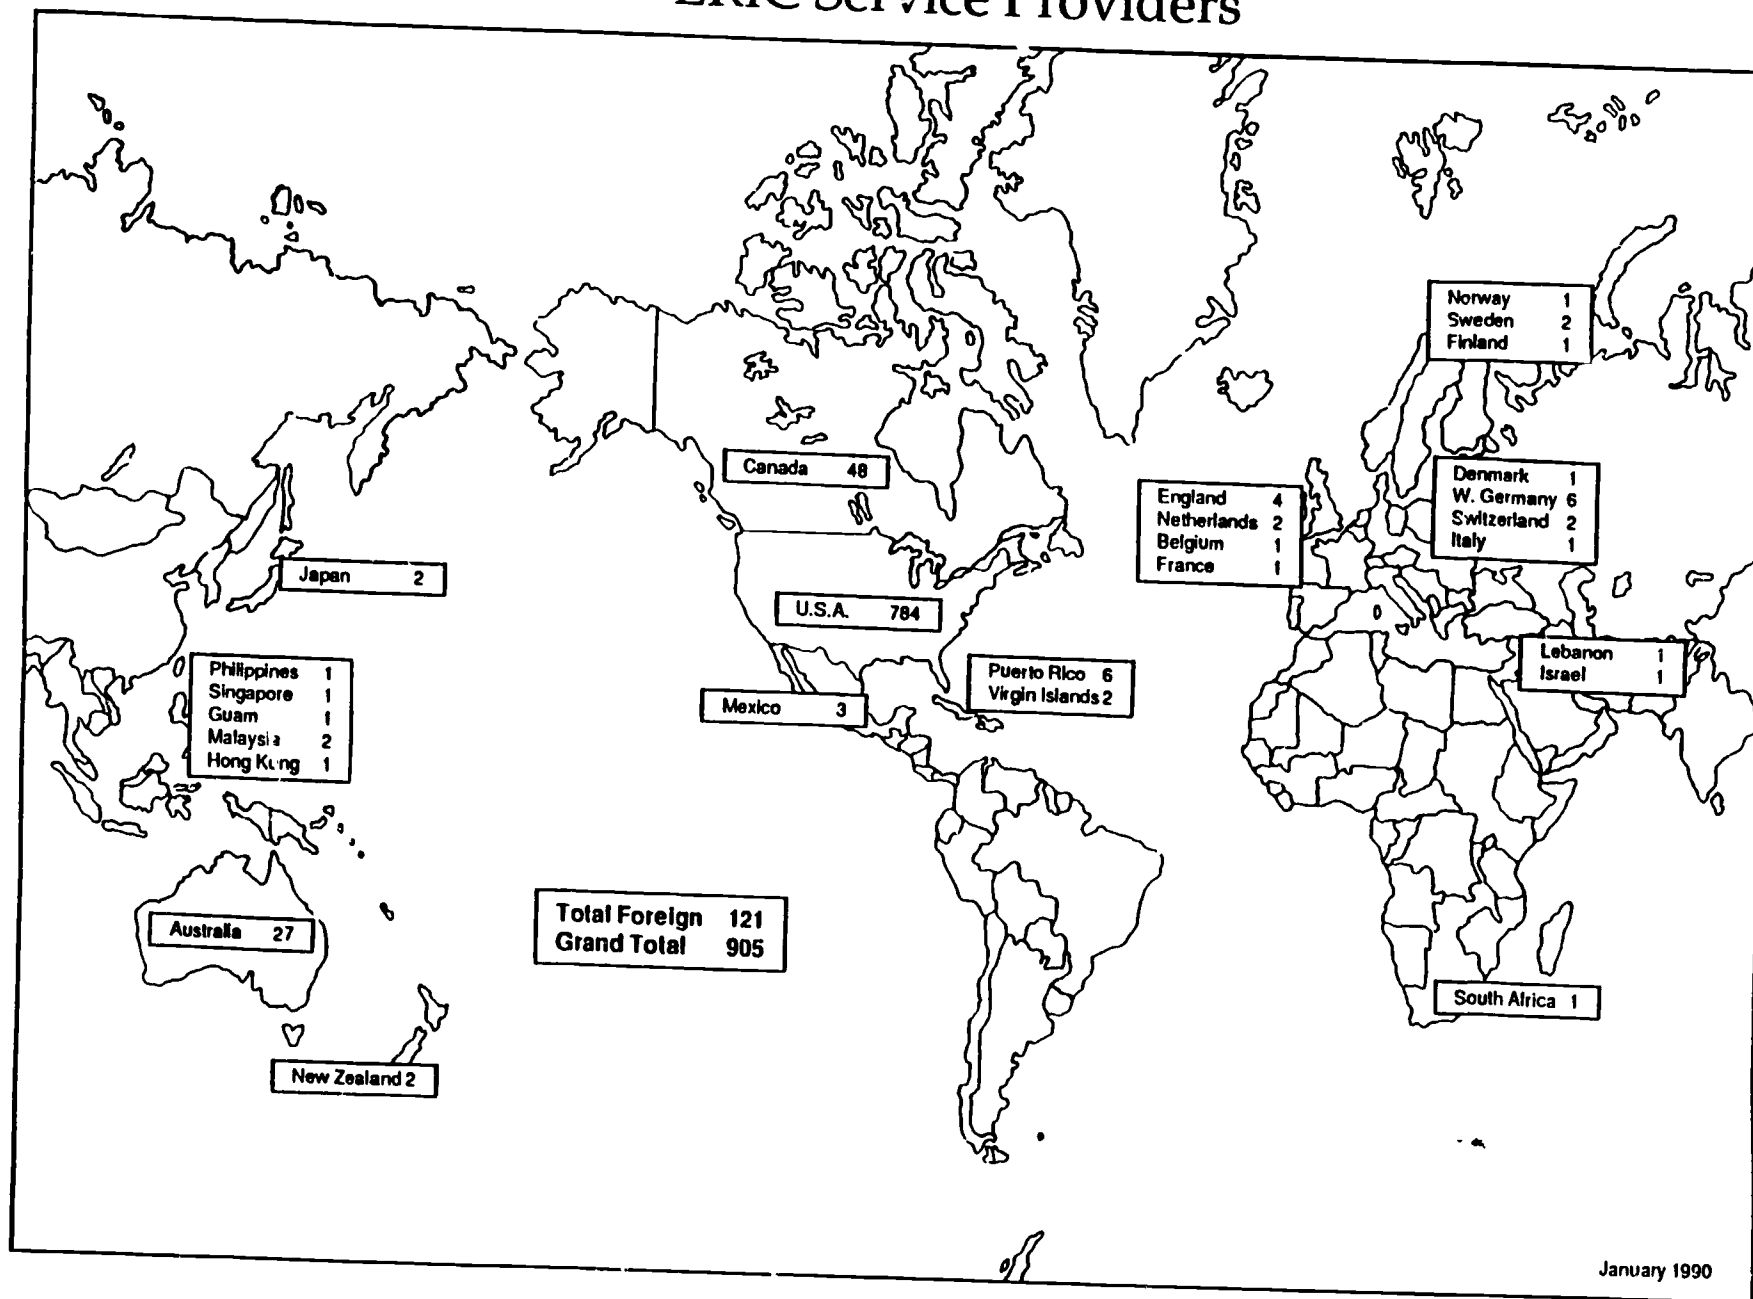 ERIC Service Providers
Norway 1
Sweden 2
Finland 1
Canada 48
Denmark 1
W. Germany 6
Switzerland 2
Italy 1
England 4
Netherlands 2
Belgium 1
France 1
Japan 2
U.S.A. 784
Lebanon 1
Israel 1
Philippines 1
Singapore 1
Guam 1
Malaysia 2
Hong Kong 1
Puerto Rico 6
Virgin Islands 2
Mexico 3
Total Foreign 121
Grand Total 905
Australia 27
South Africa 1
New Zealand 2
January 1990